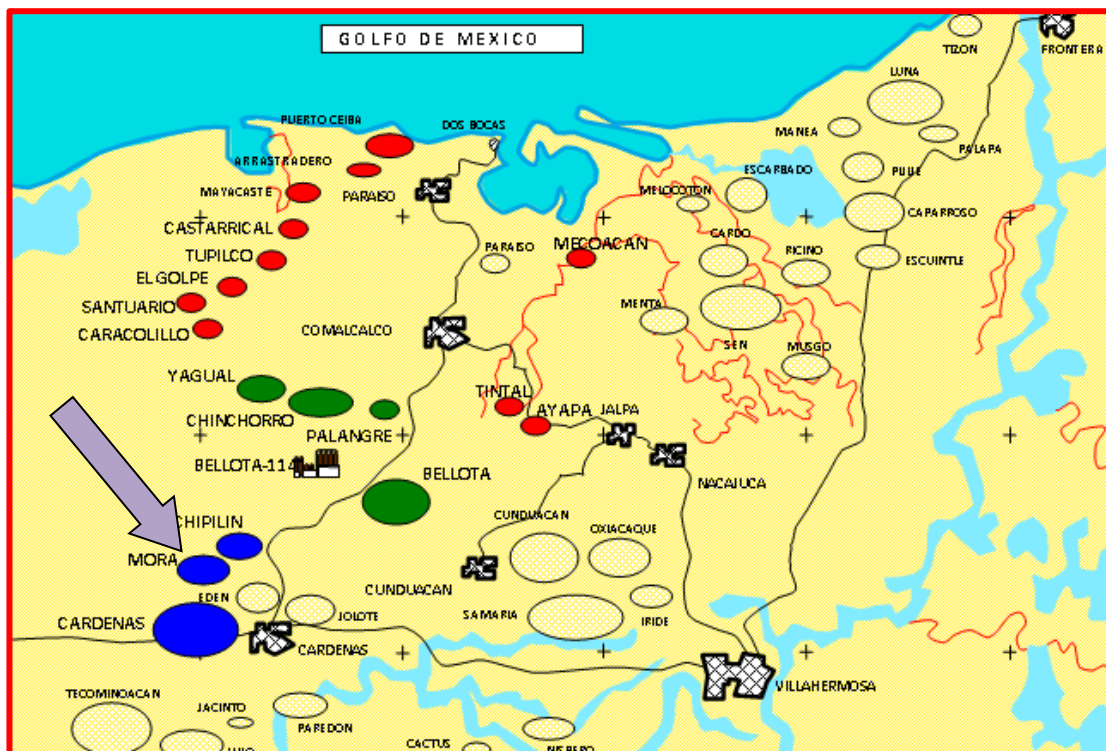 GOLFO DE MEXICO
TIZON
FRONTERA
LUNA
PUERTO CEIBA
DOS BOCAS
MANEA
PALAPA
ARRASTRADERO
ESCARBADO
MAYACASTE
PARAISO
MELOCOTON
CAPARROSO
CASTARRICAL
CARDO
TUPILCO
PARAISO
MECOACAN
RICINO
ESCUINTLE
EL GOLPE
SANTUARIO
MENTA
CARACOLILLO
COMALCALCO
SEN
MUSGO
YAGUAL
TINTAL
CHINCHORRO
AYAPA
JALPA
PALANGRE
BELLOTA-114
BELLOTA
NACAJUCA
CHIPILIN
CUNDUACAN
OXIACAQUE
MORA
EDEN
CUNDUACAN
CARDENAS
JOLOTE
SAMARIA
IRIDE
CARDENAS
VILLAHERMOSA
TECOMINOACAN
JACINTO
PAREDON
CACTUS